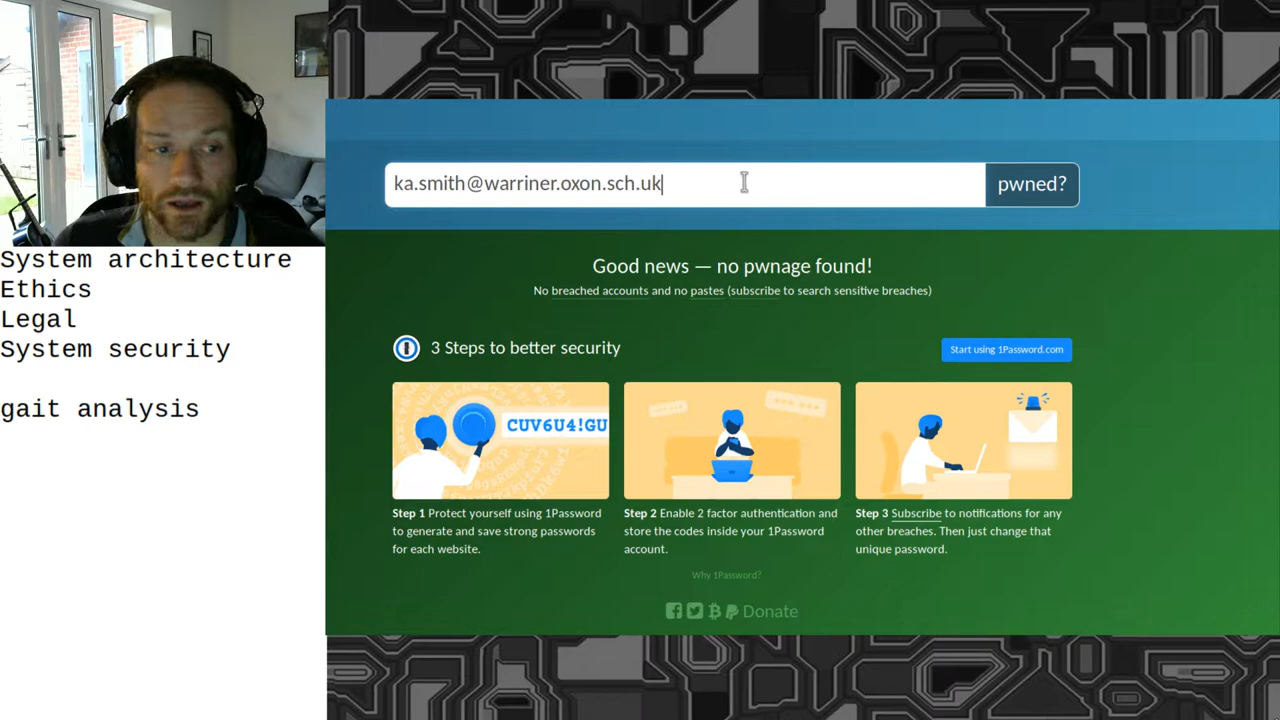 System architecture
Ethics
Legal
System security
gait analysis
ka.smith@warriner.oxon.sch.uk
pwned?
Good news — no pwnage found!
No breached accounts and no pastes (subscribe to search sensitive breaches)
3 Steps to better security
Start using 1Password.com
CUV6U4!GU
Step 1 Protect yourself using 1Password
to generate and save strong passwords
for each website.
Step 2 Enable 2 factor authentication and
store the codes inside your 1Password
account.
Step 3 Subscribe to notifications for any
other breaches. Then just change that
unique password.
Why 1Password?
Donate